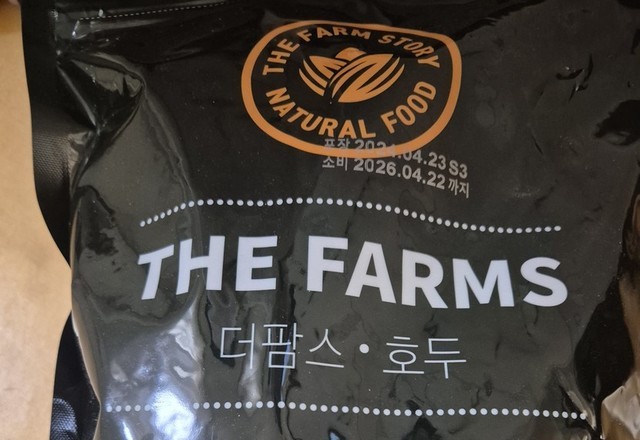 THE FARM STORY
NATURAL FOOD
포장 2024.04.23 S3
소비 2026.04.22 까지
THE FARMS
더팜스·호두